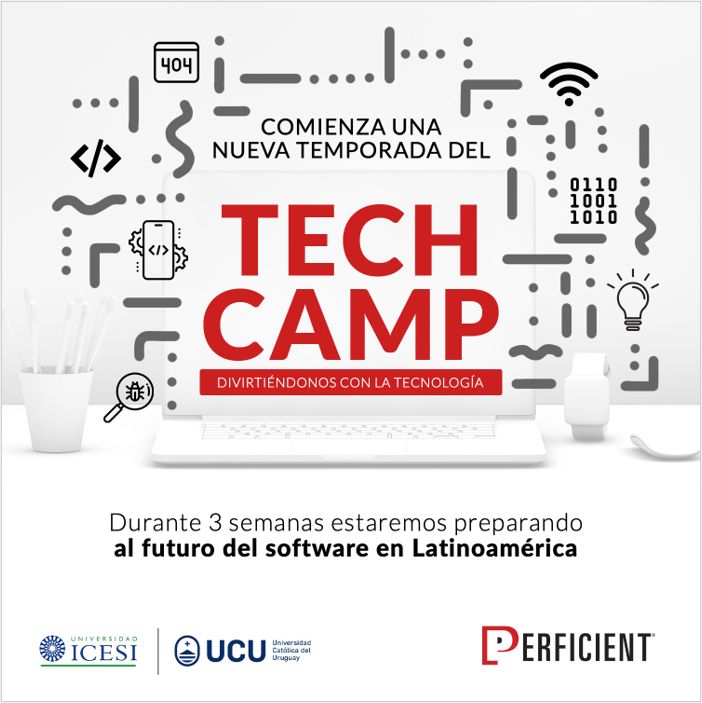 404
COMIENZA UNA
NUEVA TEMPORADA DEL
</>
0110
1001
1010
TECH
</>
CAMP
DIVIRTIÉNDONOS CON LA TECNOLOGÍA
Durante 3 semanas estaremos preparando
al futuro del software en Latinoamérica
UNIVERSIDAD
ICESI
UCU
Universidad
Católica del
Uruguay
PERFICIENT®